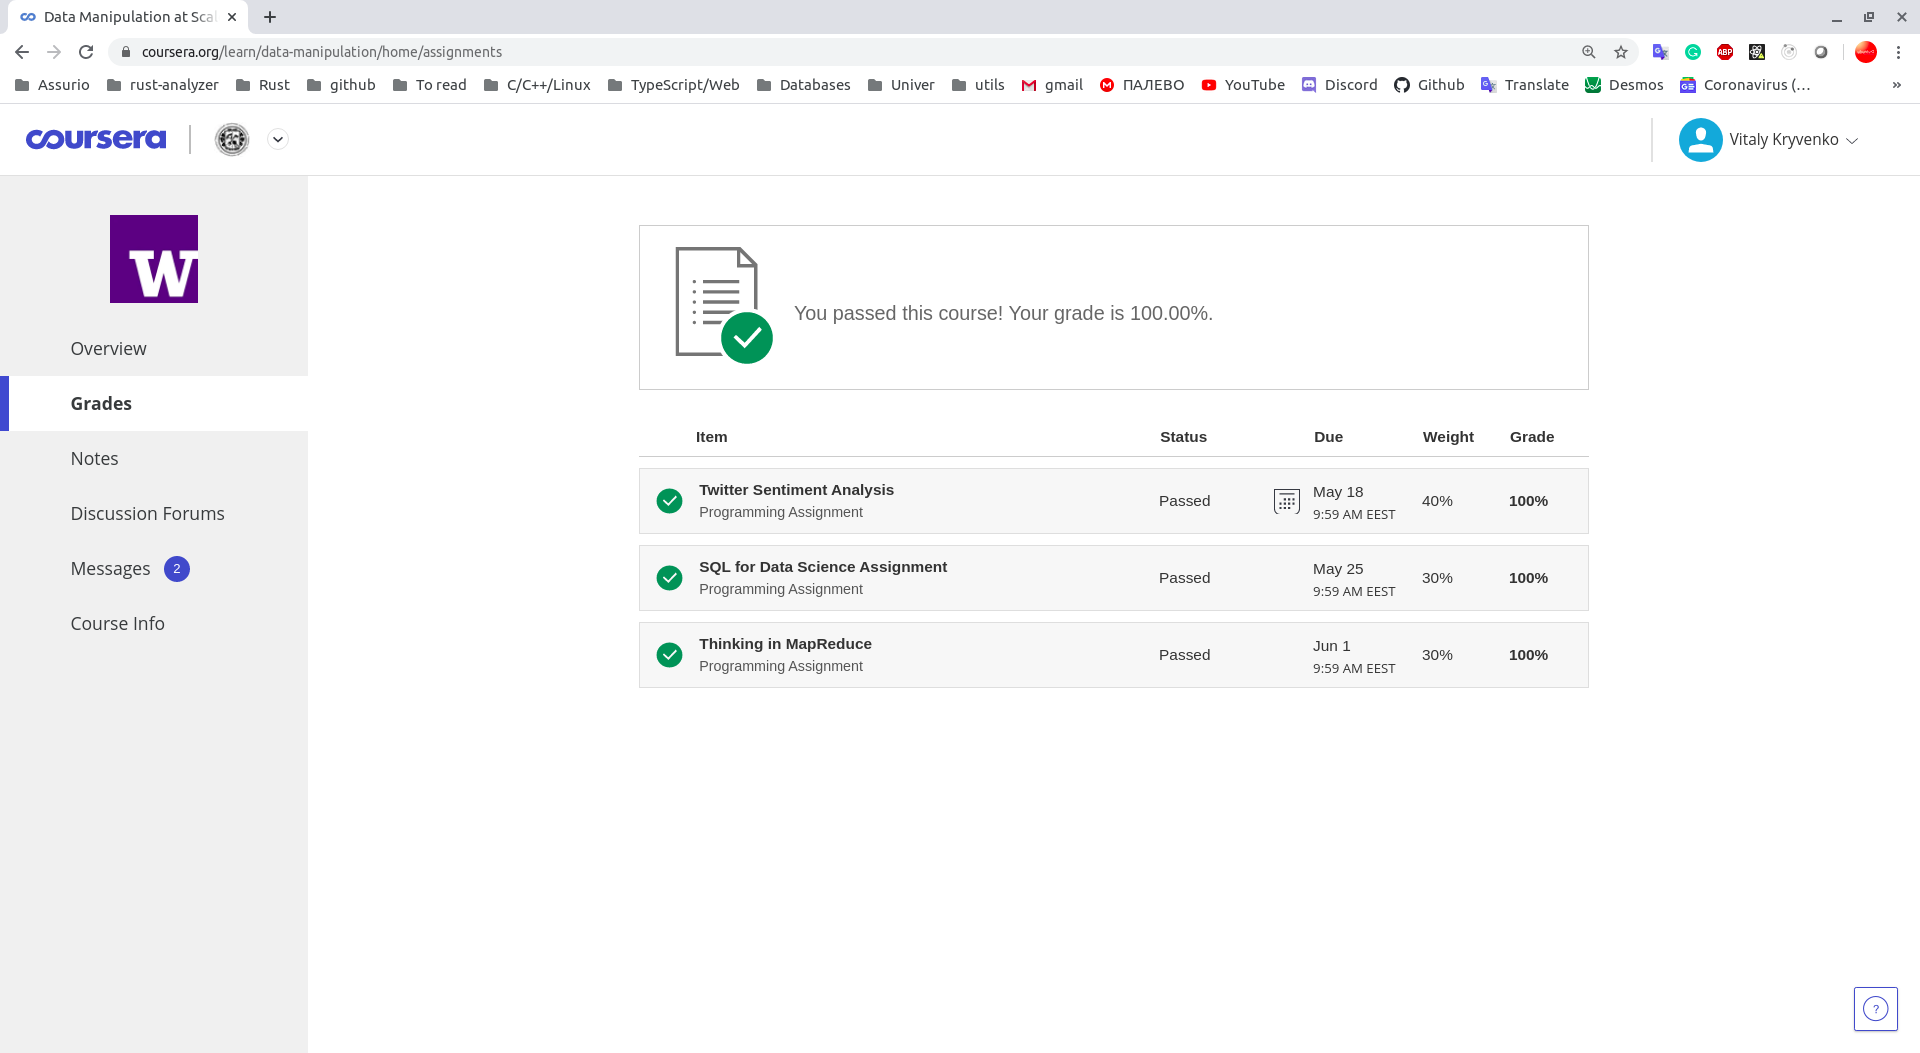 Data Manipulation at Scal
coursera.org/learn/data-manipulation/home/assignments
Assurio rust-analyzer Rust github To read C/C++/Linux TypeScript/Web Databases Univer utils gmail ПАЛЕВО YouTube Discord Github Translate Desmos Coronavirus (… »
coursera
Vitaly Kryvenko
W
Overview
Grades
Notes
Discussion Forums
Messages 2
Course Info
You passed this course! Your grade is 100.00%.
Item Status Due Weight Grade
Twitter Sentiment Analysis
Programming Assignment
Passed
May 18
9:59 AM EEST
40%
100%
SQL for Data Science Assignment
Programming Assignment
Passed
May 25
9:59 AM EEST
30%
100%
Thinking in MapReduce
Programming Assignment
Passed
Jun 1
9:59 AM EEST
30%
100%
?